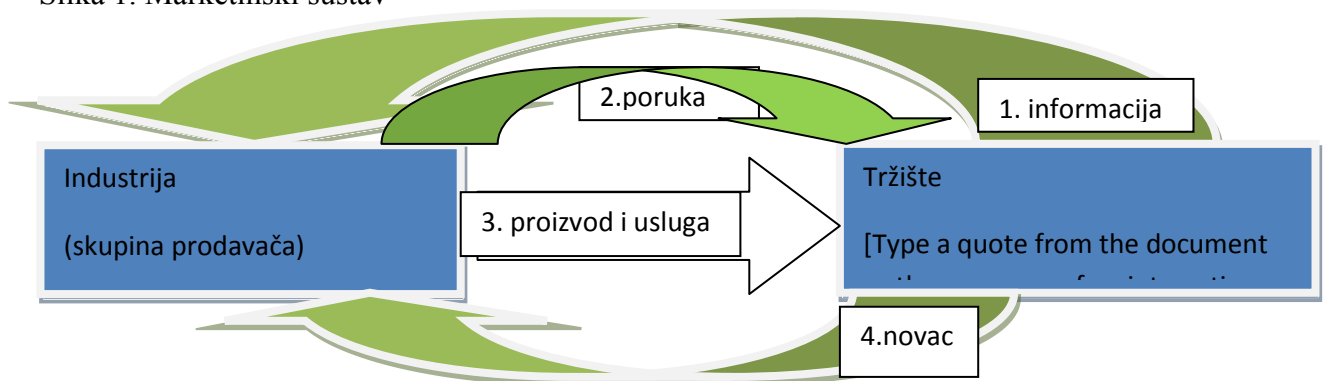 Slika 1. Marketinški sustav
2.poruka
1. informacija
Industrija
(skupina prodavača)
3. proizvod i usluga
Tržište
[Type a quote from the document
4.novac